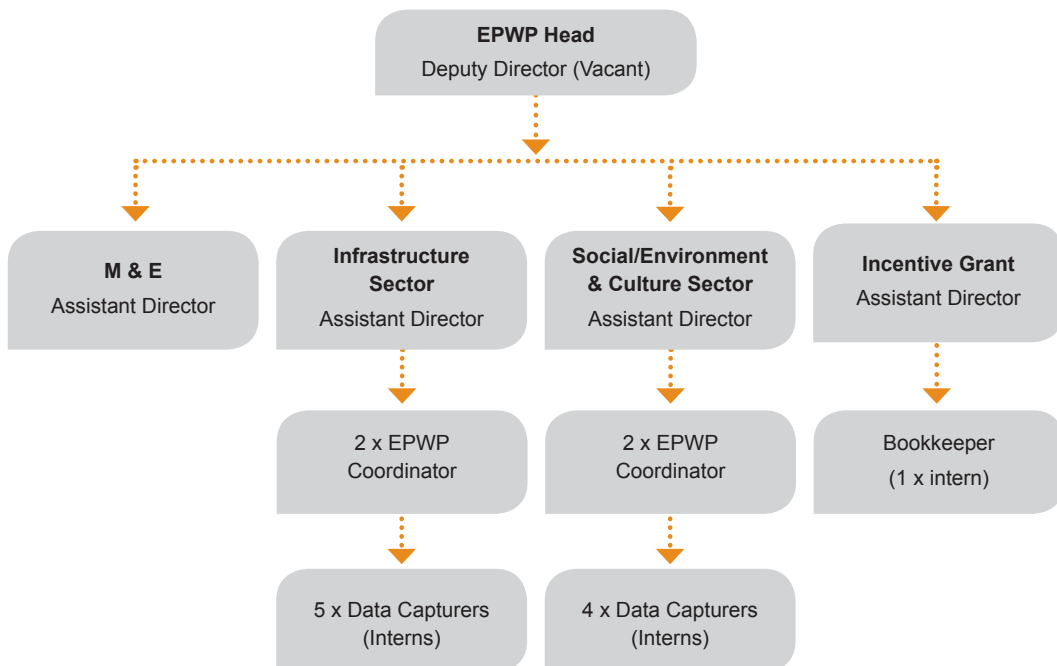 EPWP Head
Deputy Director (Vacant)
M & E
Assistant Director
Infrastructure
Sector
Assistant Director
Social/Environment
& Culture Sector
Assistant Director
Incentive Grant
Assistant Director
2 x EPWP
Coordinator
2 x EPWP
Coordinator
Bookkeeper
(1 x intern)
5 x Data Capturers
(Interns)
4 x Data Capturers
(Interns)